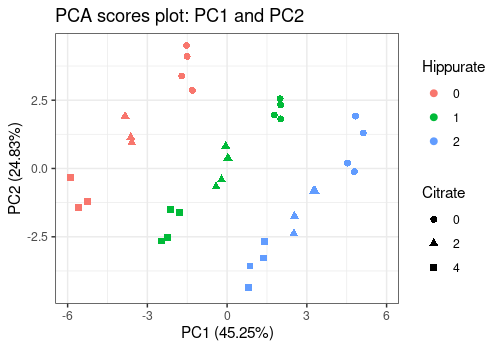 PCA scores plot: PC1 and PC2
PC2 (24.83%)
2.5
0.0
-2.5
-6
-3
0
3
6
PC1 (45.25%)
Hippurate
0
1
2
Citrate
0
2
4